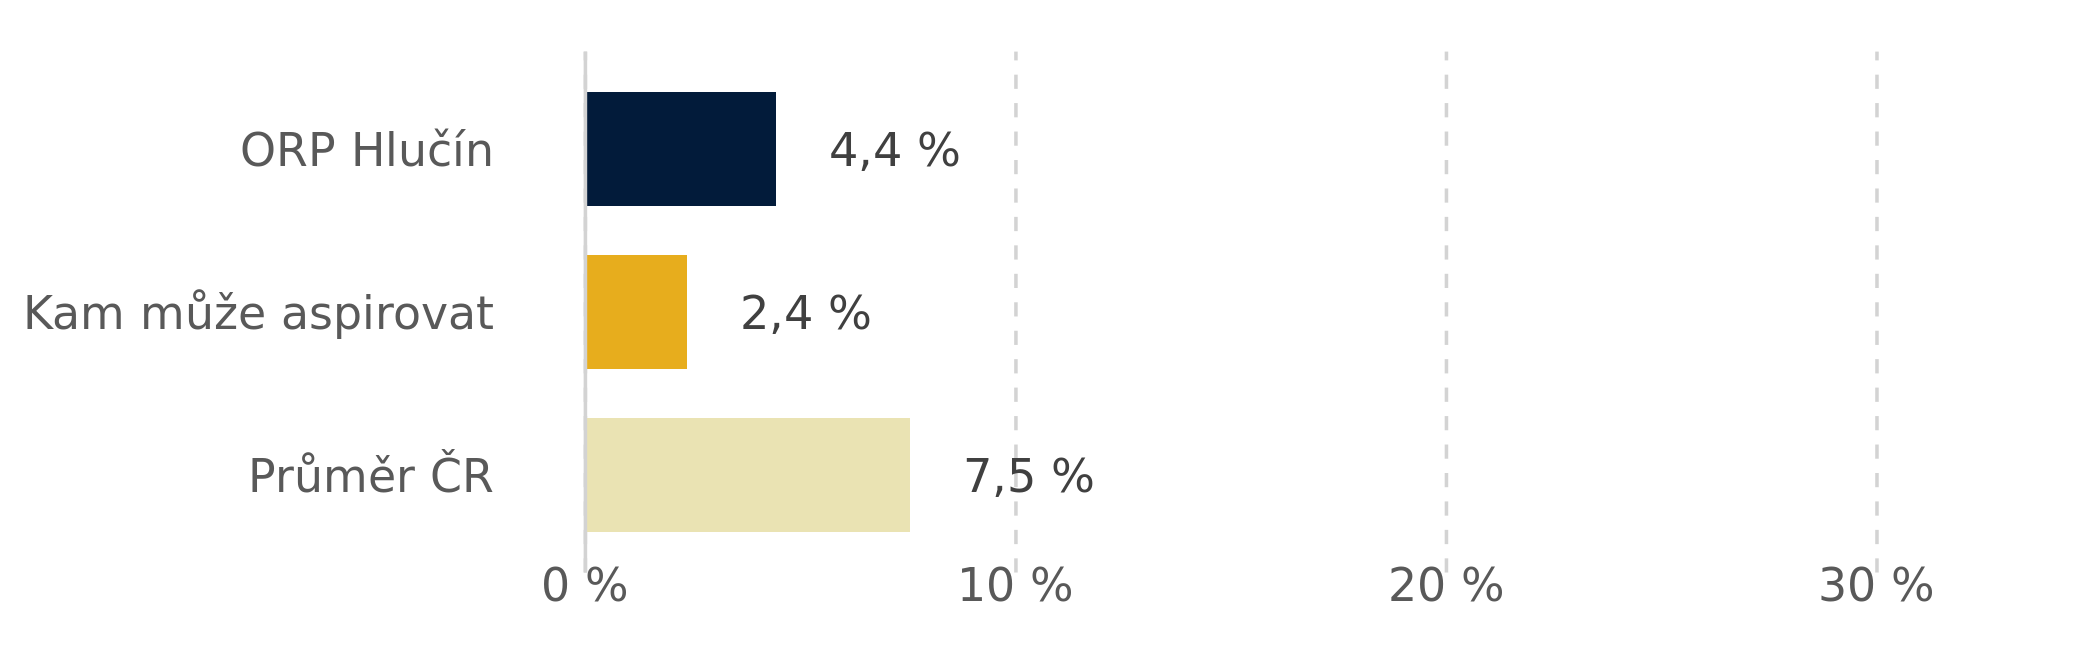 ORP Hlučín 4,4 %
Kam může aspirovat 2,4 %
Průměr ČR 7,5 %
0 % 10 % 20 % 30 %